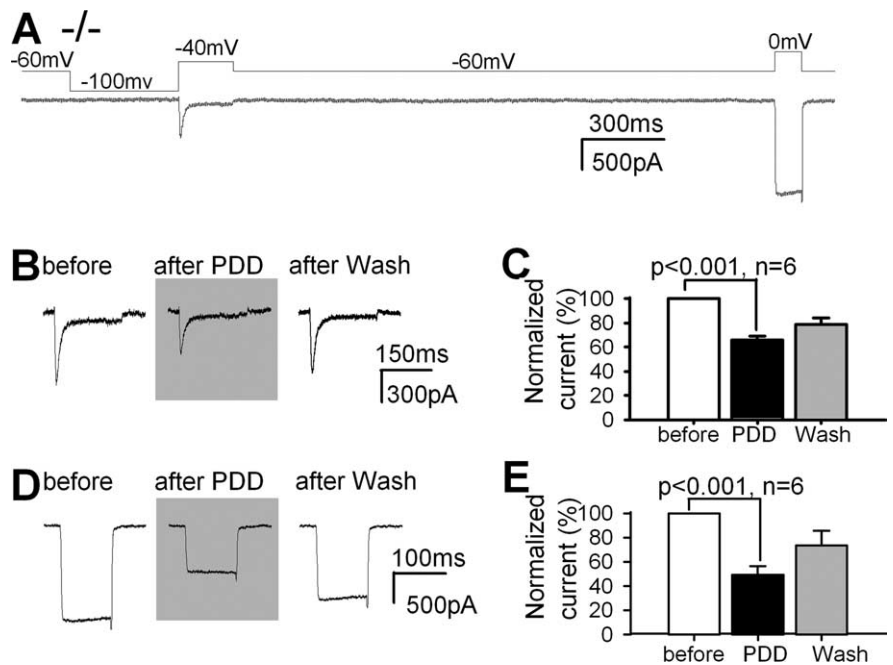 A -/-
-60mV
-100mv
-40mV
-60mV
0mV
300ms
500pA
B before after PDD after Wash
150ms
300pA
C
p<0.001, n=6
Normalized
current (%)
100
80
60
40
20
0
before PDD Wash
D before after PDD after Wash
100ms
500pA
E
p<0.001, n=6
Normalized
current (%)
100
80
60
40
20
0
before PDD Wash